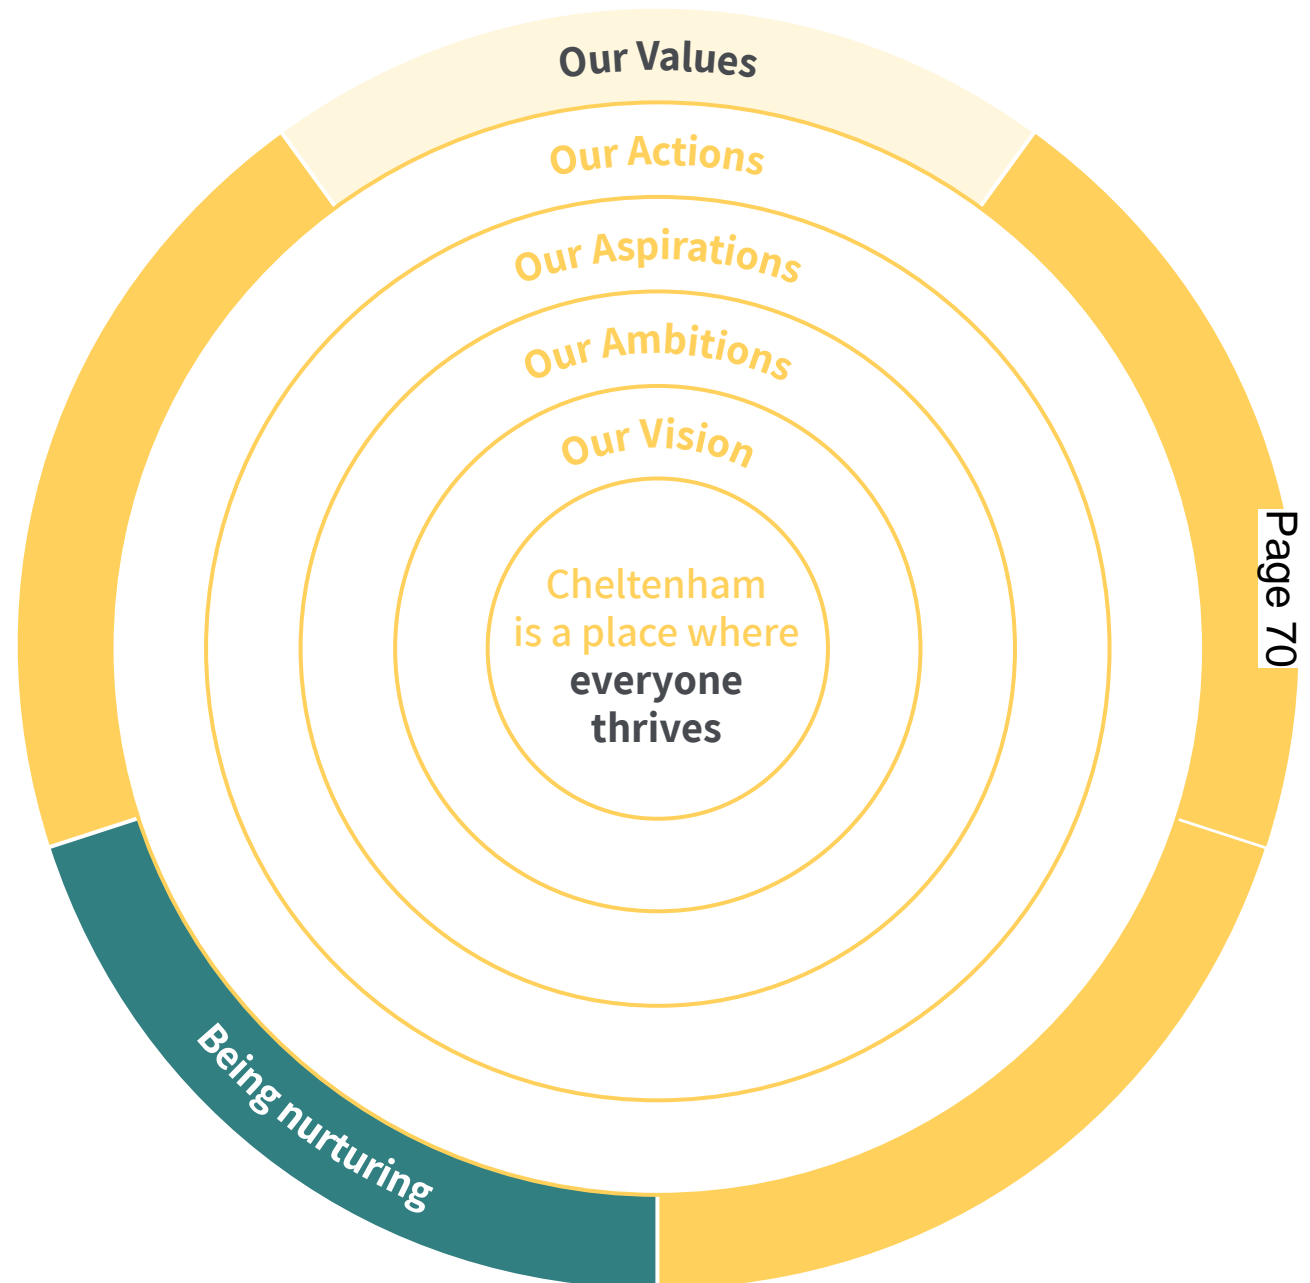 Our Values
Our Actions
Our Aspirations
Our Ambitions
Our Vision
Cheltenham
is a place where
everyone
thrives
Being nurturing
Page 70